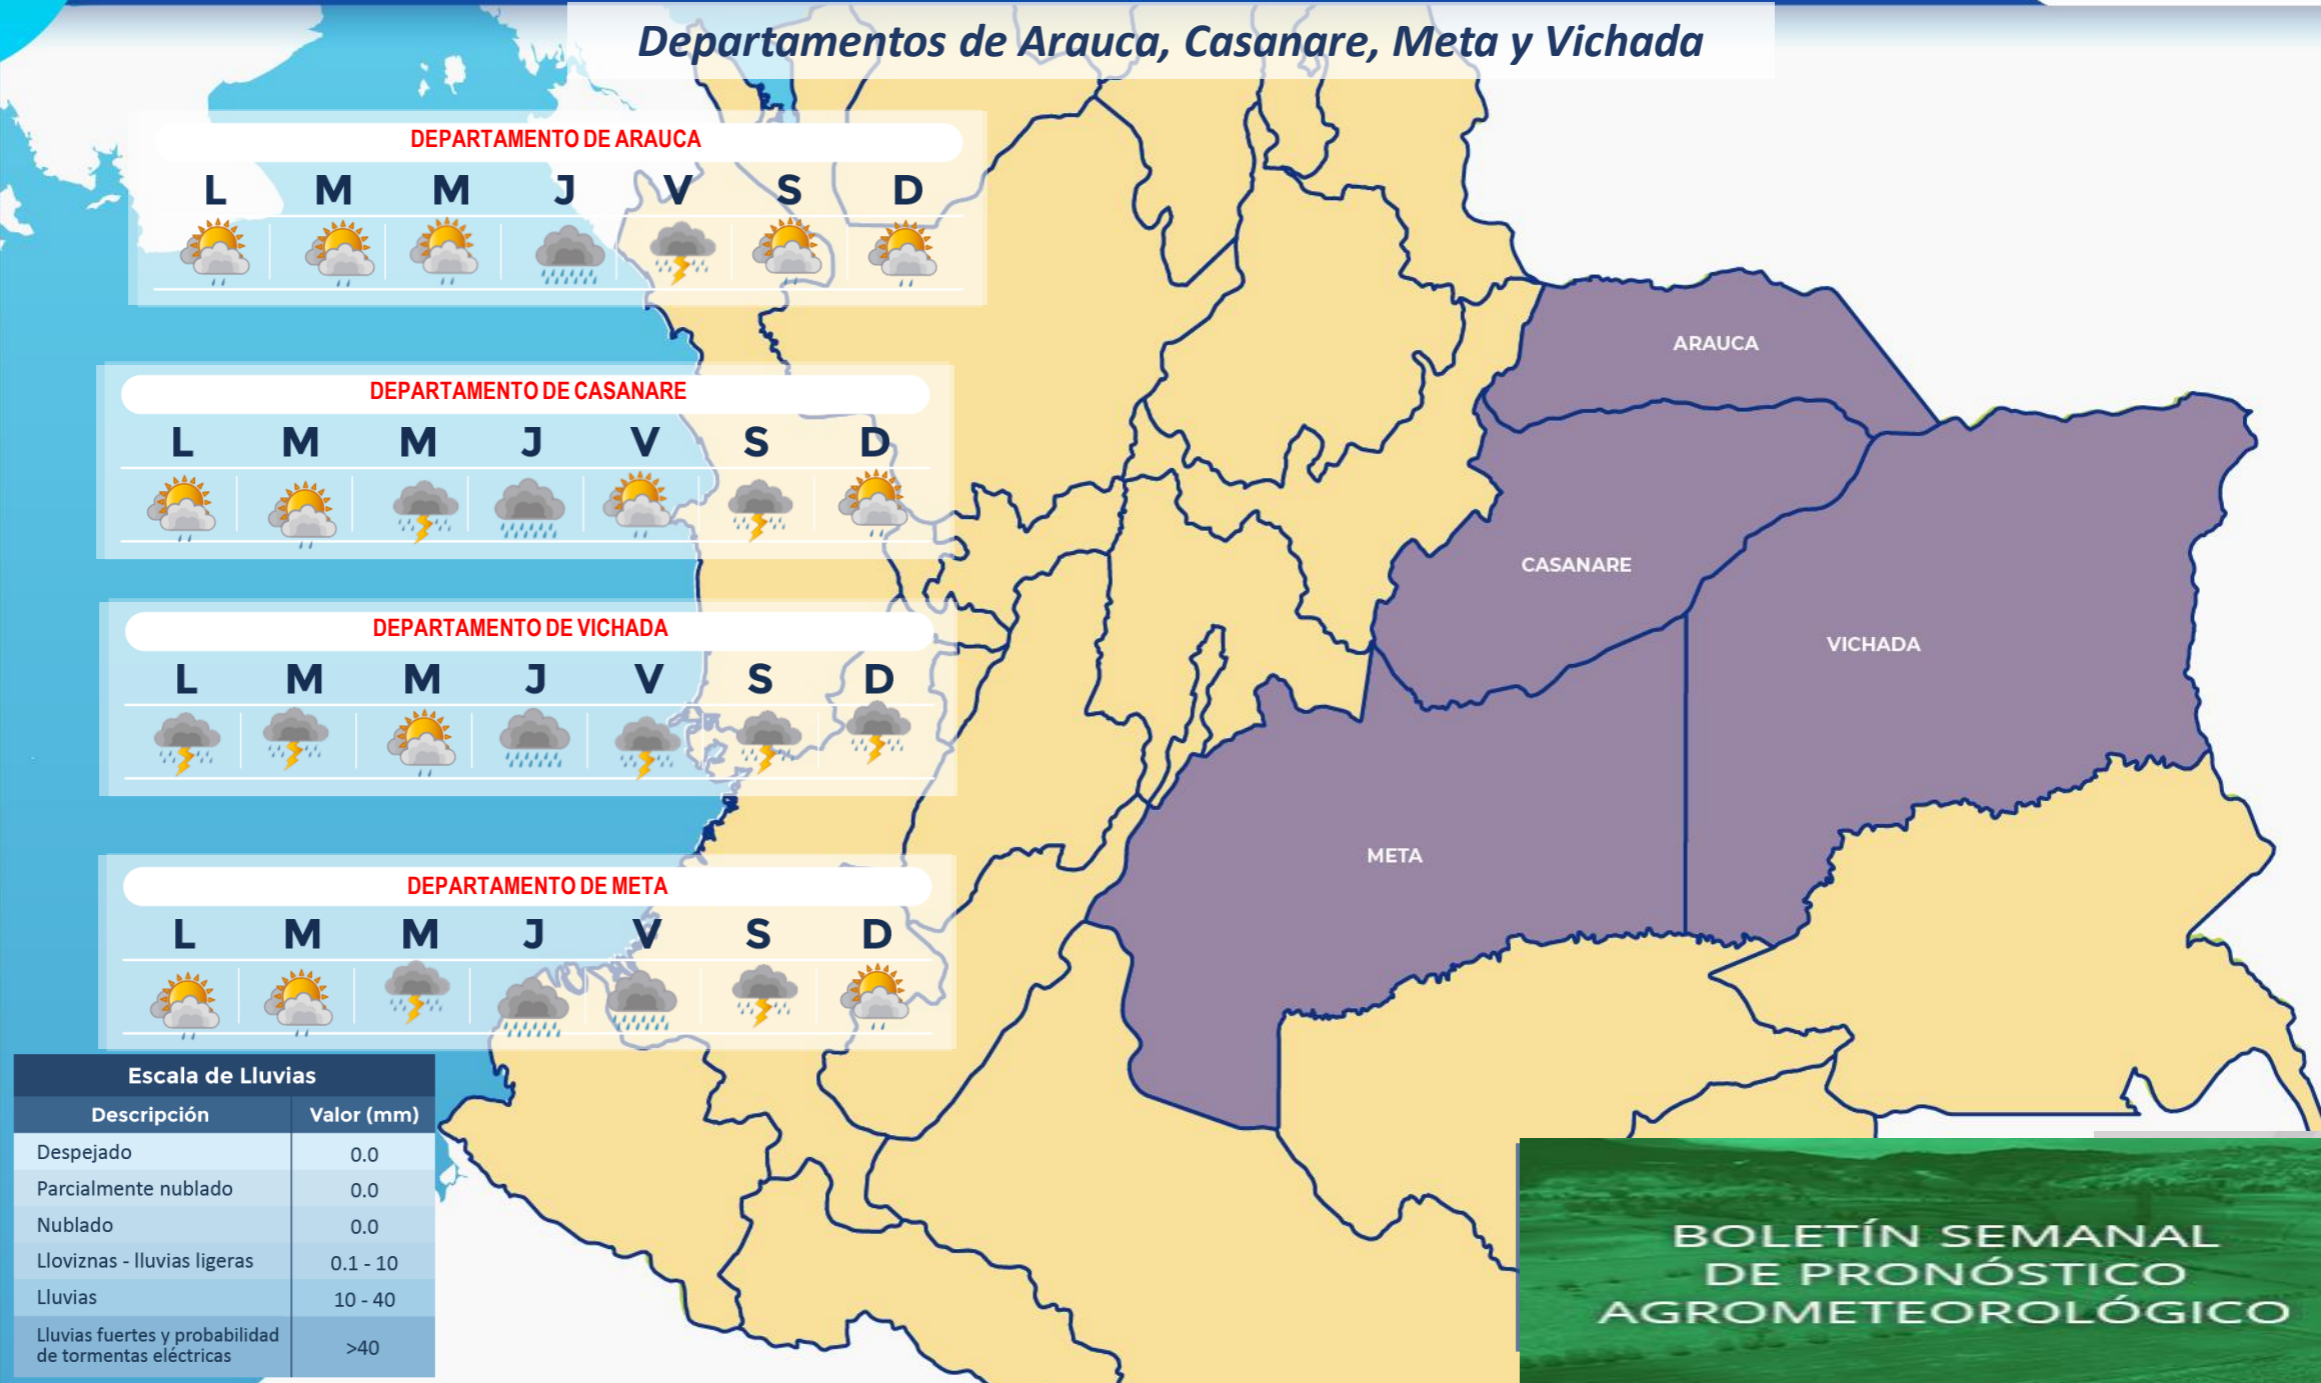 Departamentos de Arauca, Casanare, Meta y Vichada
DEPARTAMENTO DE ARAUCA
L M M J V S D
DEPARTAMENTO DE CASANARE
L M M J V S D
DEPARTAMENTO DE VICHADA
L M M J V S D
DEPARTAMENTO DE META
L M M J V S D
ARAUCA
CASANARE
VICHADA
META
Escala de Lluvias
Descripción Valor (mm)
Despejado 0.0
Parcialmente nublado 0.0
Nublado 0.0
Lloviznas - lluvias ligeras 0.1 - 10
Lluvias 10 - 40
Lluvias fuertes y probabilidad
de tormentas eléctricas >40
BOLETÍN SEMANAL
DE PRONÓSTICO
AGROMETEOROLÓGICO